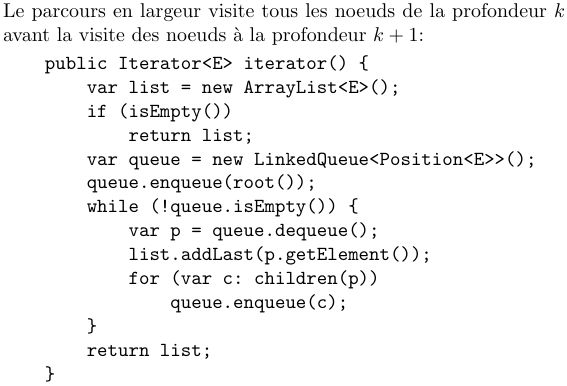 Le parcours en largeur visite tous les noeuds de la profondeur k
avant la visite des noeuds à la profondeur k + 1:
public Iterator<E> iterator() {
    var list = new ArrayList<E>();
    if (isEmpty())
        return list;
    var queue = new LinkedQueue<Position<E>>();
    queue.enqueue(root());
    while (!queue.isEmpty()) {
        var p = queue.dequeue();
        list.addLast(p.getElement());
        for (var c: children(p))
            queue.enqueue(c);
    }
    return list;
}